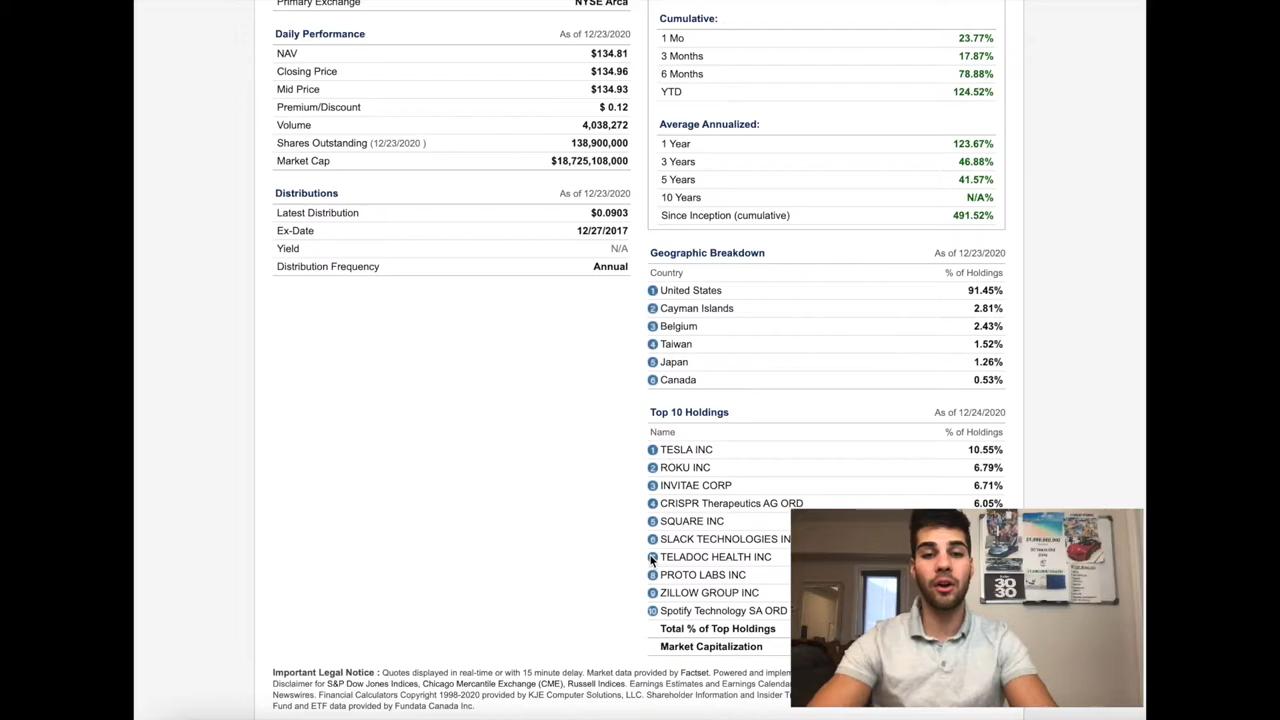 Primary Exchange NYSE Arca
Daily Performance As of 12/23/2020
NAV $134.81
Closing Price $134.96
Mid Price $134.93
Premium/Discount $ 0.12
Volume 4,038,272
Shares Outstanding (12/23/2020 ) 138,900,000
Market Cap $18,725,108,000
Distributions As of 12/23/2020
Latest Distribution $0.0903
Ex-Date 12/27/2017
Yield N/A
Distribution Frequency Annual
Cumulative:
1 Mo 23.77%
3 Months 17.87%
6 Months 78.88%
YTD 124.52%
Average Annualized:
1 Year 123.67%
3 Years 46.88%
5 Years 41.57%
10 Years N/A%
Since Inception (cumulative) 491.52%
Geographic Breakdown As of 12/23/2020
Country % of Holdings
1 United States 91.45%
2 Cayman Islands 2.81%
3 Belgium 2.43%
4 Taiwan 1.52%
5 Japan 1.26%
6 Canada 0.53%
Top 10 Holdings As of 12/24/2020
Name % of Holdings
1 TESLA INC 10.55%
2 ROKU INC 6.79%
3 INVITAE CORP 6.71%
4 CRISPR Therapeutics AG ORD 6.05%
5 SQUARE INC
6 SLACK TECHNOLOGIES IN
TELADOC HEALTH INC
8 PROTO LABS INC
9 ZILLOW GROUP INC
10 Spotify Technology SA ORD
Total % of Top Holdings
Market Capitalization
Important Legal Notice : Quotes displayed in real-time or with 15 minute delay. Market data provided by Factset. Powered and implem
Disclaimer for S&P Dow Jones Indices, Chicago Mercantile Exchange (CME), Russell Indices. Earnings Estimates and Earnings Calenda
Newswires. Financial Calculators Copyright 1998-2020 provided by KJE Computer Solutions, LLC. Shareholder Information and Insider T
Fund and ETF data provided by Fundata Canada Inc.
30
30